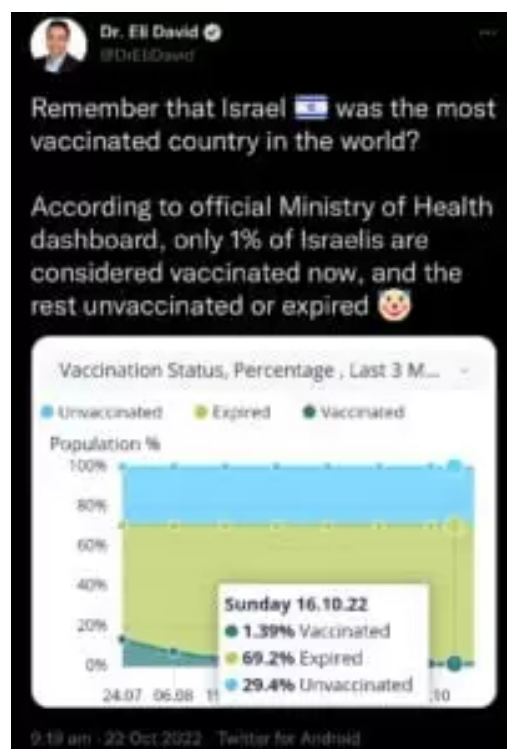 Dr. Eli David
@DrEliDavid
Remember that Israel 🇮🇱 was the most
vaccinated country in the world?
According to official Ministry of Health
dashboard, only 1% of Israelis are
considered vaccinated now, and the
rest unvaccinated or expired 🤡
Vaccination Status, Percentage , Last 3 M...
Unvaccinated Expired Vaccinated
Population %
100%
80%
60%
40%
20%
0%
Sunday 16.10.22
1.39% Vaccinated
69.2% Expired
29.4% Unvaccinated
24.07 06.08 11 .10
9:19 am · 22 Oct 2022 · Twitter for Android